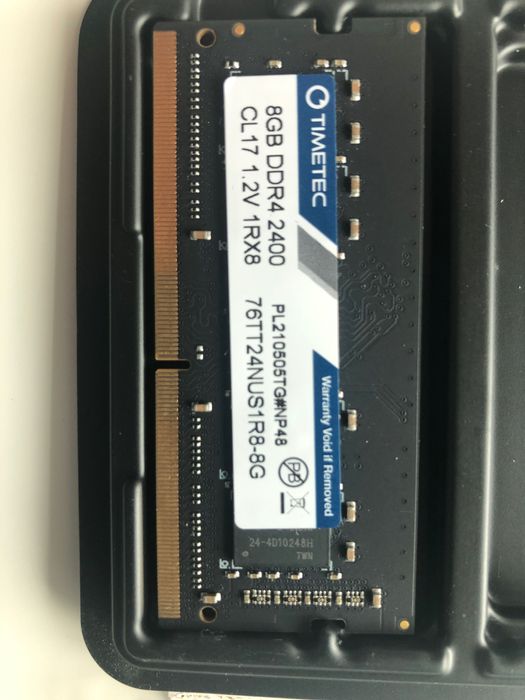 TIMETEC
8GB DDR4 2400
CL17 1.2V 1RX8
PL210505TG#NP48
76TT24NUS1R8-8G
Warranty Void if Removed
PB
24-4D10248H
TWN